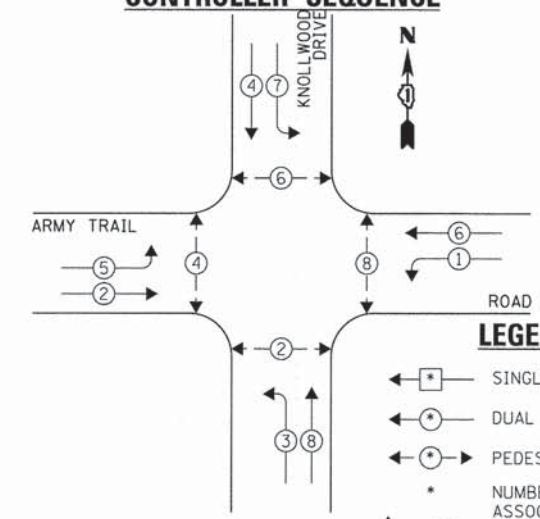 CONTROLLER SEQUENCE
KNOLLWOOD
DRIVE
N
4
7
6
ARMY TRAIL
6
5
4
8
1
2
ROAD
2
3
8
LEGE
* SINGL
* DUAL
* PEDES
* NUMBE
ASSOC